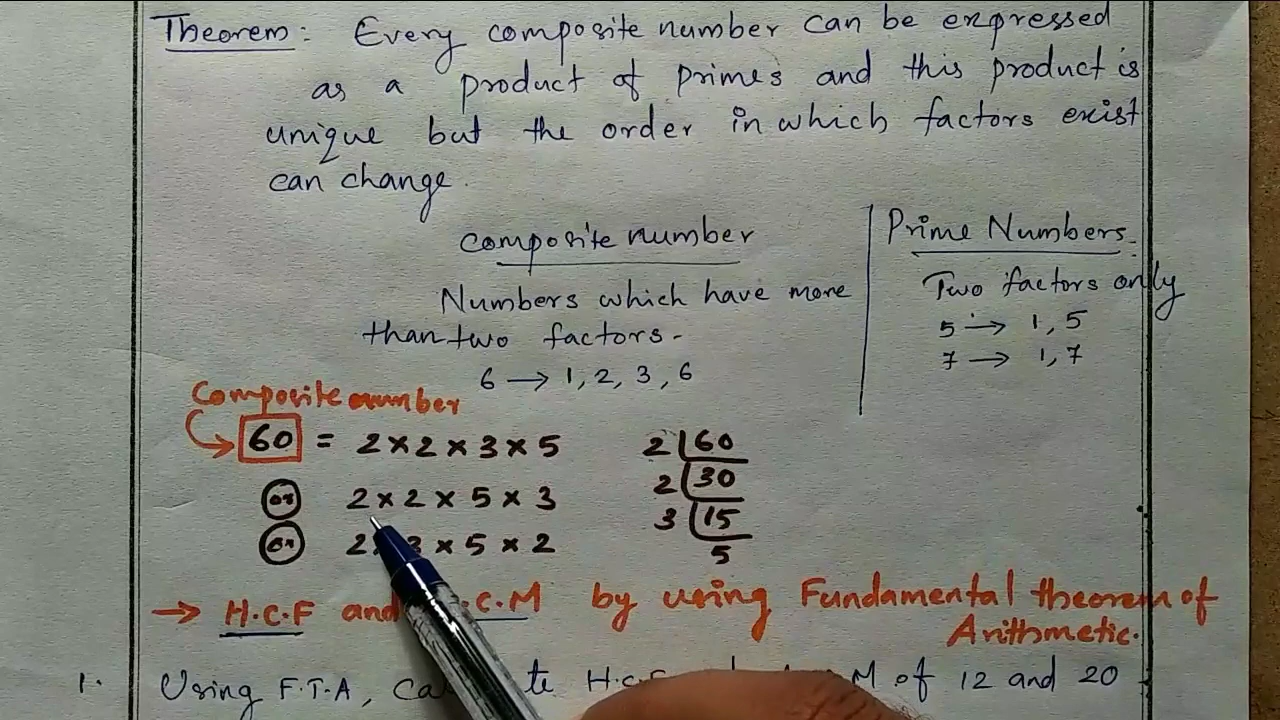 Theorem: Every composite number can be expressed
as a product of primes and this product is
unique but the order in which factors exist
can change.
composite number
Numbers which have more
than two factors-
6 → 1, 2, 3, 6
Prime Numbers.
Two factors only
5 → 1, 5
7 → 1, 7
Composite number
60 = 2×2×3×5
or 2×2×5×3
or 2×3×5×2
2 60
2 30
3 15
5
→ H.C.F and .C.M by using Fundamental theorem of
Arithmetic.
1. Using F.T.A, M of 12 and 20